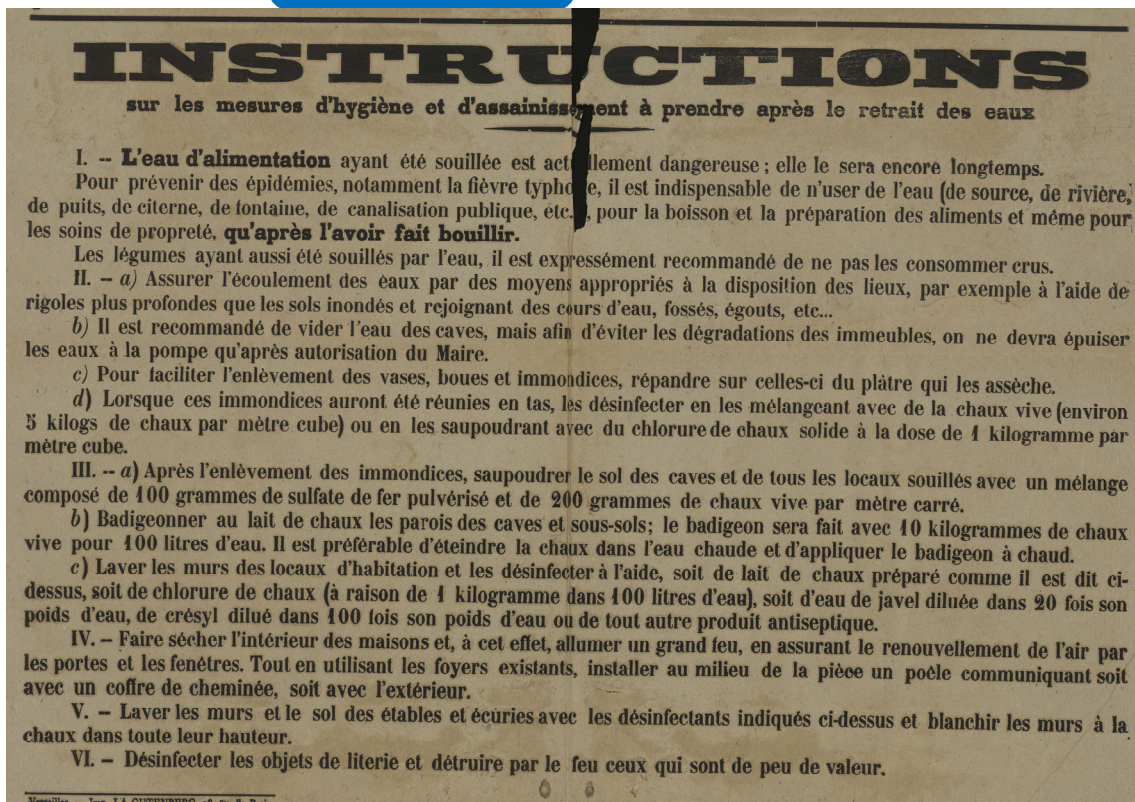 INSTRUCTIONS
sur les mesures d'hygiène et d'assainissement à prendre après le retrait des eaux
I. -- L'eau d'alimentation ayant été souillée est actuellement dangereuse ; elle le sera encore longtemps.
Pour prévenir des épidémies, notamment la fièvre typhoïde, il est indispensable de n'user de l'eau (de source, de rivière,
de puits, de citerne, de fontaine, de canalisation publique, etc.), pour la boisson et la préparation des aliments et même pour
les soins de propreté, qu'après l'avoir fait bouillir.
Les légumes ayant aussi été souillés par l'eau, il est expressément recommandé de ne pas les consommer crus.
II. -- a) Assurer l'écoulement des eaux par des moyens appropriés à la disposition des lieux, par exemple à l'aide de
rigoles plus profondes que les sols inondés et rejoignant des cours d'eau, fossés, égouts, etc...
b) Il est recommandé de vider l'eau des caves, mais afin d'éviter les dégradations des immeubles, on ne devra épuiser
les eaux à la pompe qu'après autorisation du Maire.
c) Pour faciliter l'enlèvement des vases, boues et immondices, répandre sur celles-ci du plâtre qui les assèche.
d) Lorsque ces immondices auront été réunies en tas, les désinfecter en les mélangeant avec de la chaux vive (environ
5 kilogs de chaux par mètre cube) ou en les saupoudrant avec du chlorure de chaux solide à la dose de 1 kilogramme par
mètre cube.
III. -- a) Après l'enlèvement des immondices, saupoudrer le sol des caves et de tous les locaux souillés avec un mélange
composé de 100 grammes de sulfate de fer pulvérisé et de 200 grammes de chaux vive par mètre carré.
b) Badigeonner au lait de chaux les parois des caves et sous-sols; le badigeon sera fait avec 10 kilogrammes de chaux
vive pour 100 litres d'eau. Il est préférable d'éteindre la chaux dans l'eau chaude et d'appliquer le badigeon à chaud.
c) Laver les murs des locaux d'habitation et les désinfecter à l'aide, soit de lait de chaux préparé comme il est dit ci-
dessus, soit de chlorure de chaux (à raison de 1 kilogramme dans 100 litres d'eau), soit d'eau de javel diluée dans 20 fois son
poids d'eau, de crésyl dilué dans 100 fois son poids d'eau ou de tout autre produit antiseptique.
IV. – Faire sécher l'intérieur des maisons et, à cet effet, allumer un grand feu, en assurant le renouvellement de l'air par
les portes et les fenêtres. Tout en utilisant les foyers existants, installer au milieu de la pièce un poêle communiquant soit
avec un coffre de cheminée, soit avec l'extérieur.
V. – Laver les murs et le sol des étables et écuries avec les désinfectants indiqués ci-dessus et blanchir les murs à la
chaux dans toute leur hauteur.
VI. – Désinfecter les objets de literie et détruire par le feu ceux qui sont de peu de valeur.